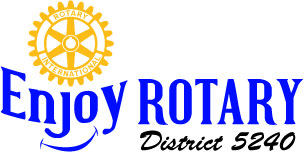 ROTARY
INTERNATIONAL
Enjoy ROTARY
District 5240